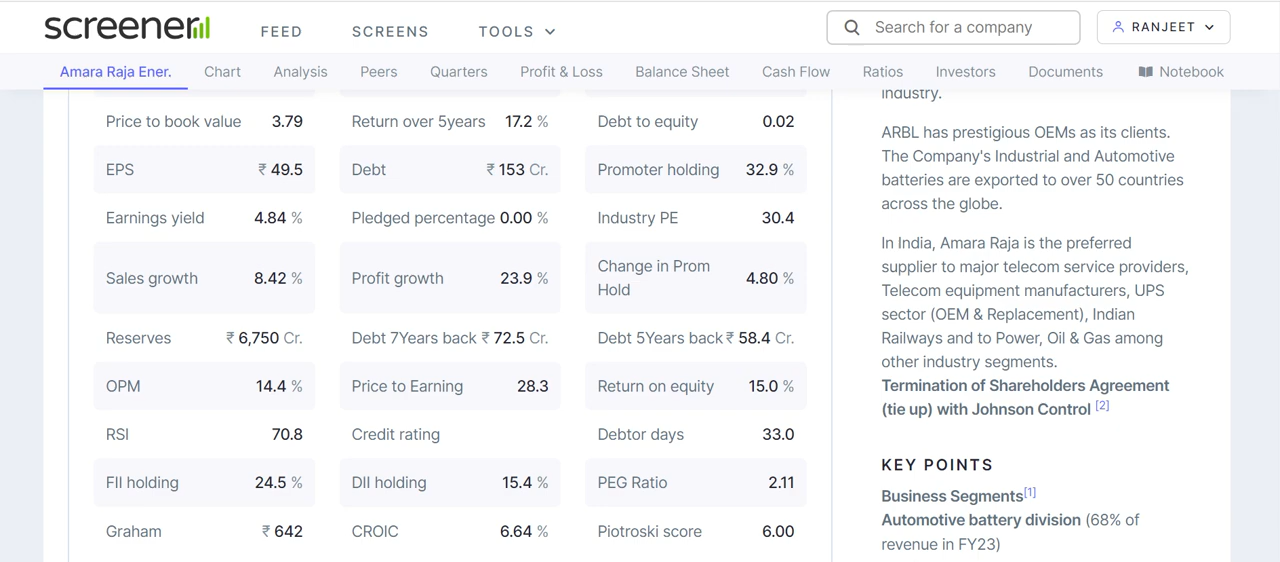 screener
FEED SCREENS TOOLS
Search for a company
RANJEET
Amara Raja Ener. Chart Analysis Peers Quarters Profit & Loss Balance Sheet Cash Flow Ratios Investors Documents Notebook
Price to book value 3.79 Return over 5years 17.2 % Debt to equity 0.02
EPS ₹ 49.5 Debt ₹ 153 Cr. Promoter holding 32.9 %
Earnings yield 4.84 % Pledged percentage 0.00 % Industry PE 30.4
Sales growth 8.42 % Profit growth 23.9 % Change in Prom Hold 4.80 %
Reserves ₹ 6,750 Cr. Debt 7Years back ₹ 72.5 Cr. Debt 5Years back ₹ 58.4 Cr.
OPM 14.4 % Price to Earning 28.3 Return on equity 15.0 %
RSI 70.8 Credit rating Debtor days 33.0
FII holding 24.5 % DII holding 15.4 % PEG Ratio 2.11
Graham ₹ 642 CROIC 6.64 % Piotroski score 6.00
industry.
ARBL has prestigious OEMs as its clients.
The Company's Industrial and Automotive
batteries are exported to over 50 countries
across the globe.
In India, Amara Raja is the preferred
supplier to major telecom service providers,
Telecom equipment manufacturers, UPS
sector (OEM & Replacement), Indian
Railways and to Power, Oil & Gas among
other industry segments.
Termination of Shareholders Agreement
(tie up) with Johnson Control [2]
KEY POINTS
Business Segments[1]
Automotive battery division (68% of
revenue in FY23)